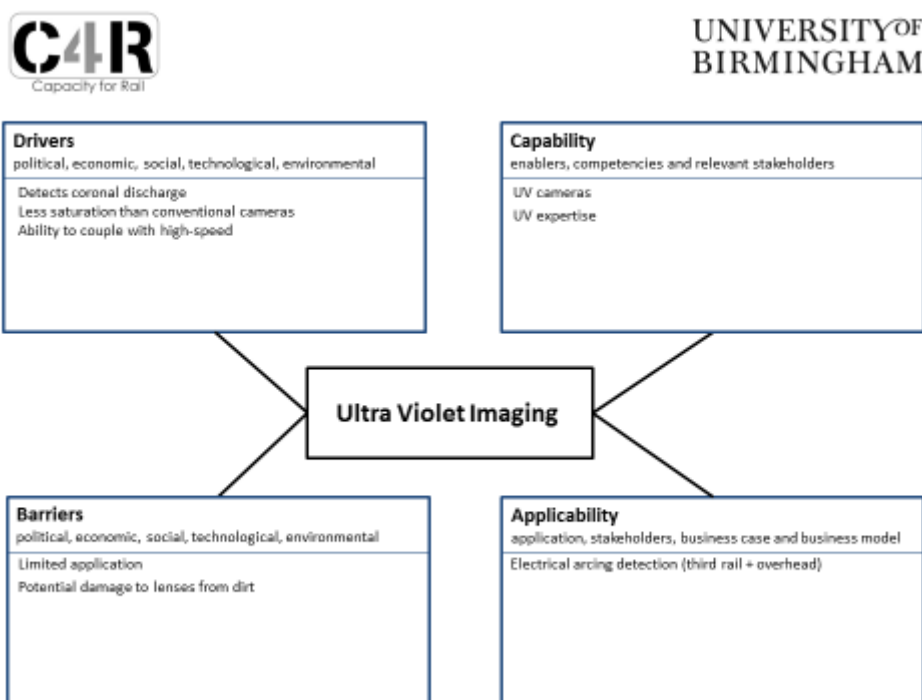 C4R
Capacity for Rail
UNIVERSITY OF
BIRMINGHAM
Drivers
political, economic, social, technological, environmental
Detects coronal discharge
Less saturation than conventional cameras
Ability to couple with high-speed
Capability
enablers, competencies and relevant stakeholders
UV cameras
UV expertise
Ultra Violet Imaging
Barriers
political, economic, social, technological, environmental
Limited application
Potential damage to lenses from dirt
Applicability
application, stakeholders, business case and business model
Electrical arcing detection (third rail + overhead)